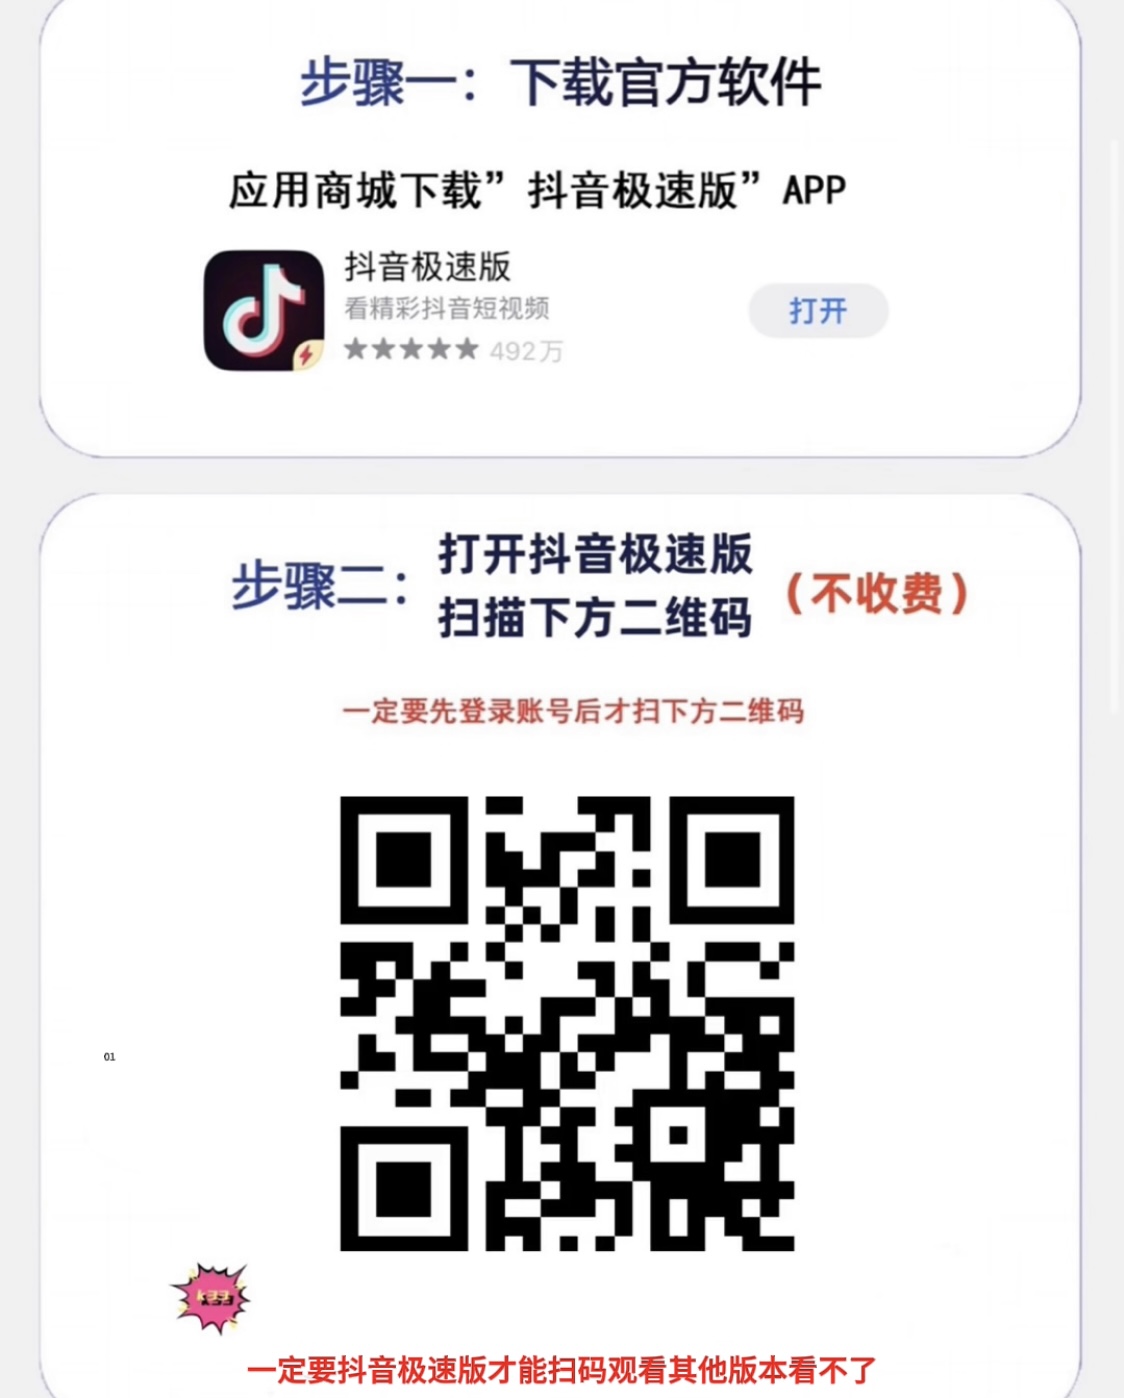 步骤一：下载官方软件
应用商城下载”抖音极速版”APP
抖音极速版
看精彩抖音短视频
★★★★★ 492万
打开
步骤二：
打开抖音极速版
扫描下方二维码
（不收费）
一定要先登录账号后才扫下方二维码
01
k33
k33
一定要抖音极速版才能扫码观看其他版本看不了